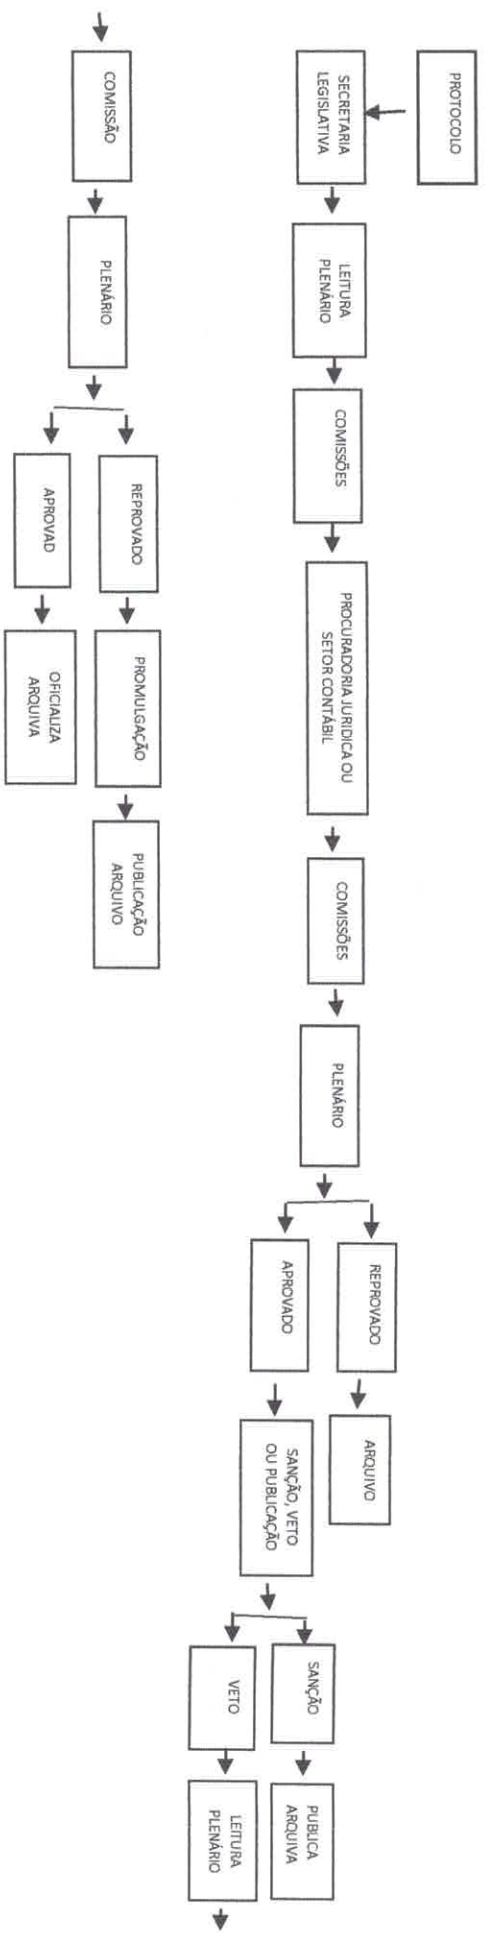 PROTOCOLO
SECRETARIA
LEGISLATIVA
LEITURA
PLENÁRIO
COMISSÕES
PROCURADORIA JURIDICA OU
SETOR CONTÁBIL
COMISSÕES
PLENÁRIO
REPROVADO
ARQUIVO
APROVADO
SANÇÃO, VETO
OU PUBLICAÇÃO
SANÇÃO
PUBLICA
ARQUIVA
VETO
LEITURA
PLENÁRIO
COMISSÃO
PLENÁRIO
REPROVADO
PROMULGAÇÃO
PUBLICAÇÃO
ARQUIVO
APROVAD
OFICIALIZA
ARQUIVA